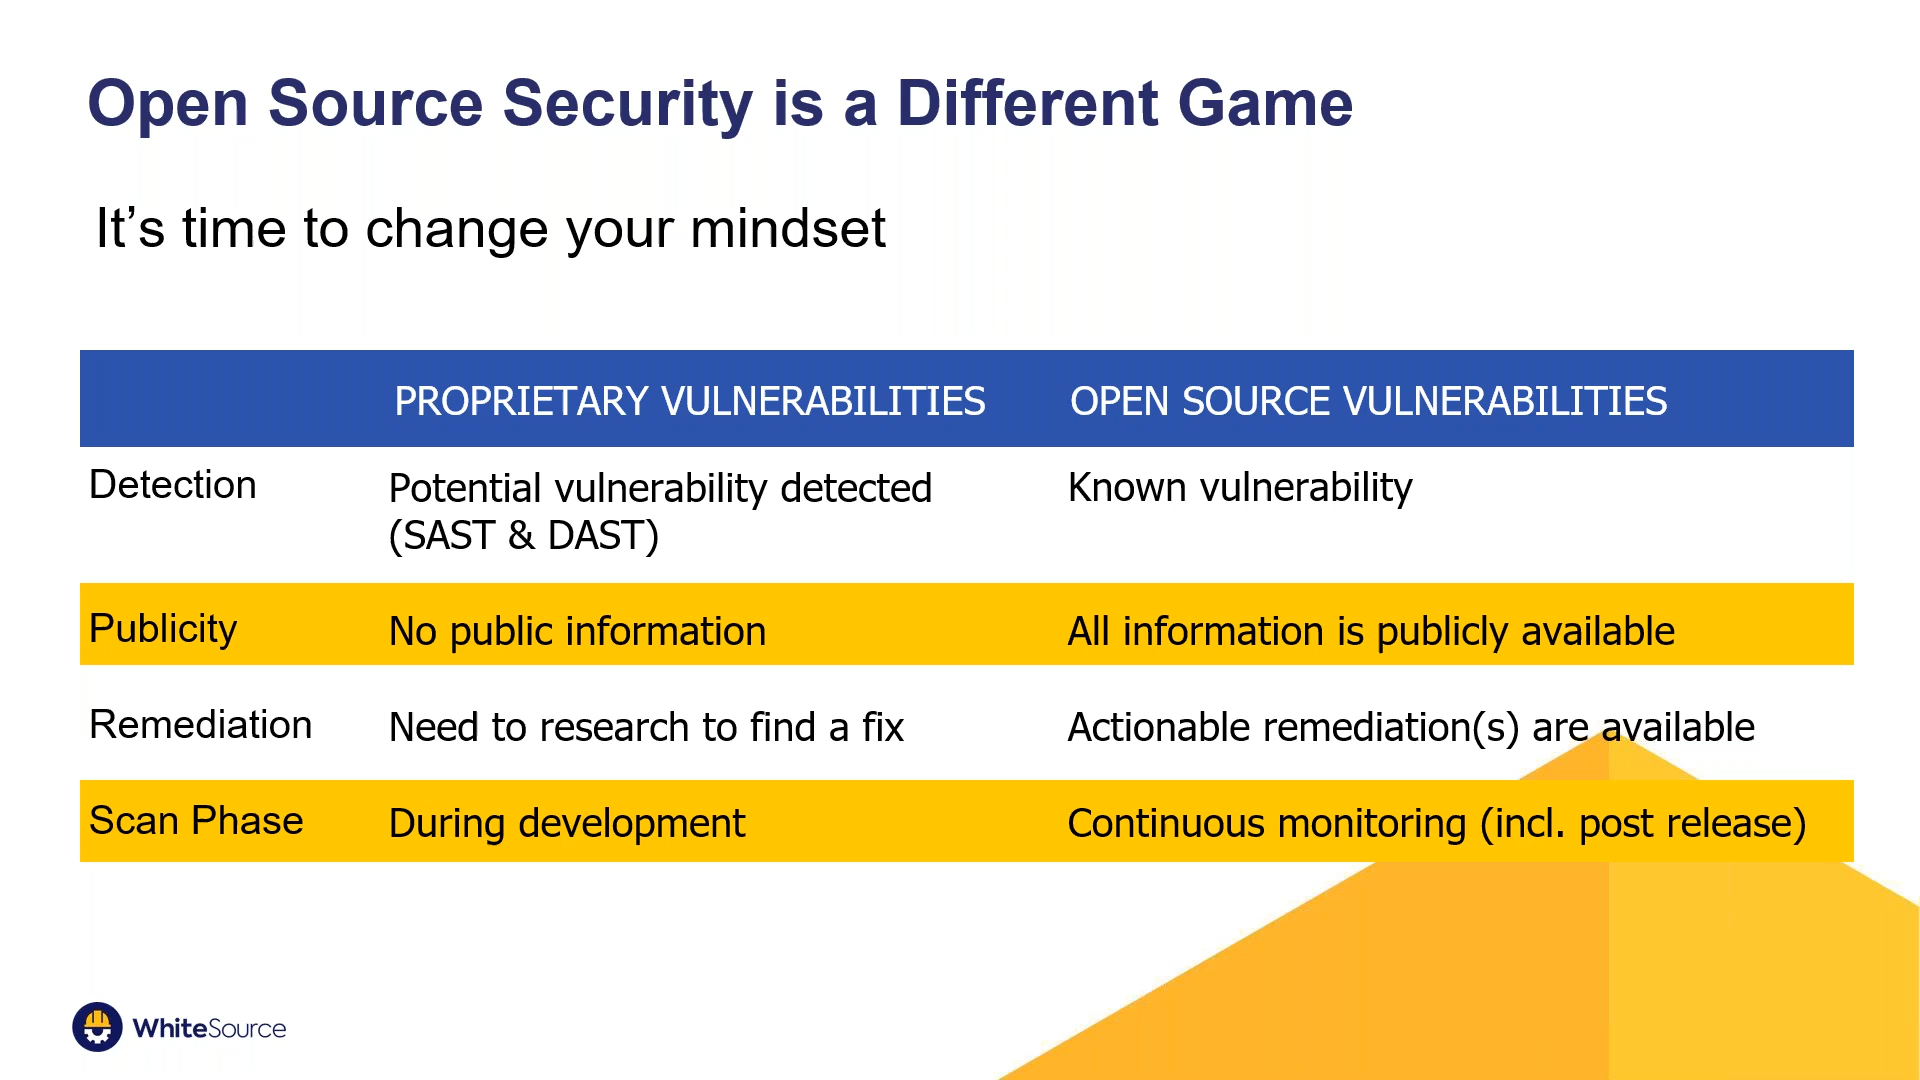 Open Source Security is a Different Game
It’s time to change your mindset
PROPRIETARY VULNERABILITIES OPEN SOURCE VULNERABILITIES
Detection Potential vulnerability detected Known vulnerability
(SAST & DAST)
Publicity No public information All information is publicly available
Remediation Need to research to find a fix Actionable remediation(s) are available
Scan Phase During development Continuous monitoring (incl. post release)
WhiteSource